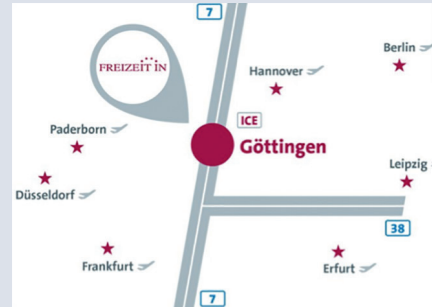 7
Berlin
FREIZEIT IN
Hannover
ICE
Göttingen
Paderborn
Leipzig
Düsseldorf
38
Frankfurt
Erfurt
7